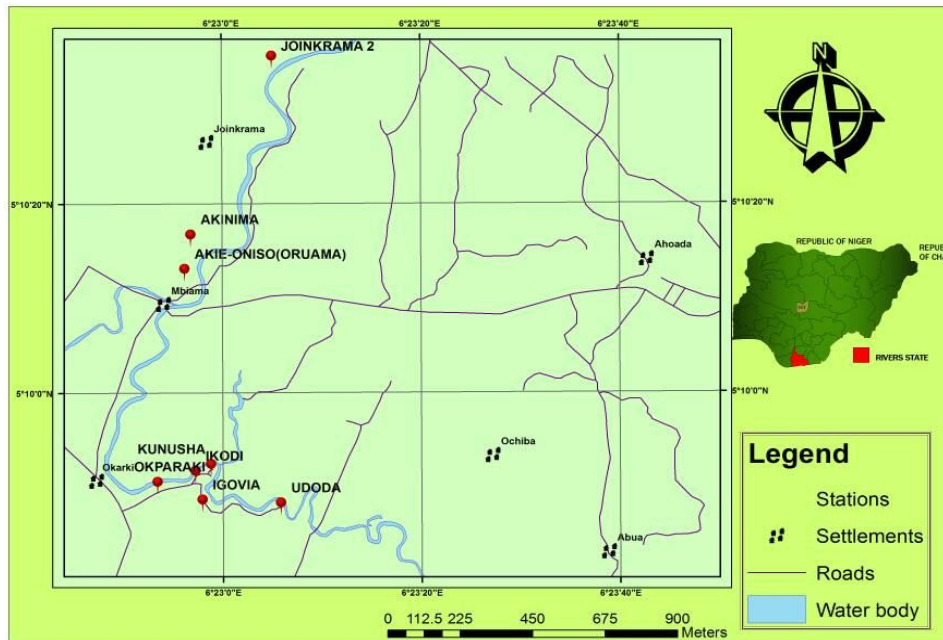 6°23'0"E 6°23'20"E 6°23'40"E
JOINKRAMA 2
N
Joinkrama
5°10'20"N 5°10'20"N
AKINIMA
AKIE-ONISO(ORUAMA)
Ahoada
Mbiama
REPUBLIC OF NIGER
REPUB
OF CHA
RIVERS STATE
5°10'0"N 5°10'0"N
KUNUSHA
IKODI
Okarki
OKPARAKI
IGOVIA
UDODA
Ochiba
Abua
6°23'0"E 6°23'20"E 6°23'40"E
Legend
Stations
Settlements
Roads
Water body
0 112.5 225 450 675 900
Meters